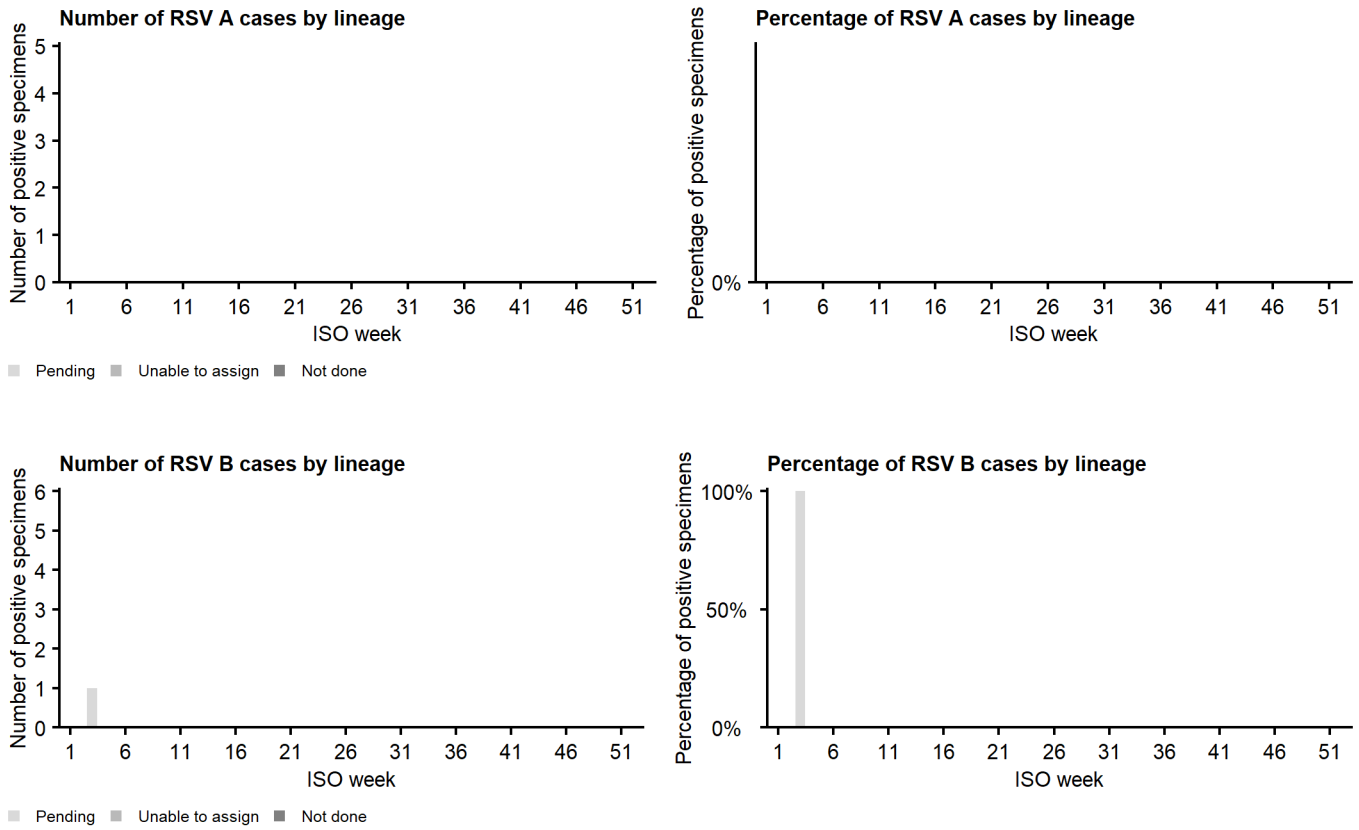 Number of RSV A cases by lineage
Number of positive specimens
5
4
3
2
1
0
1 6 11 16 21 26 31 36 41 46 51
ISO week
Pending Unable to assign Not done
Percentage of RSV A cases by lineage
Percentage of positive specimens
0%
1 6 11 16 21 26 31 36 41 46 51
ISO week
Number of RSV B cases by lineage
Number of positive specimens
6
5
4
3
2
1
0
1 6 11 16 21 26 31 36 41 46 51
ISO week
Pending Unable to assign Not done
Percentage of RSV B cases by lineage
Percentage of positive specimens
100%
50%
0%
1 6 11 16 21 26 31 36 41 46 51
ISO week